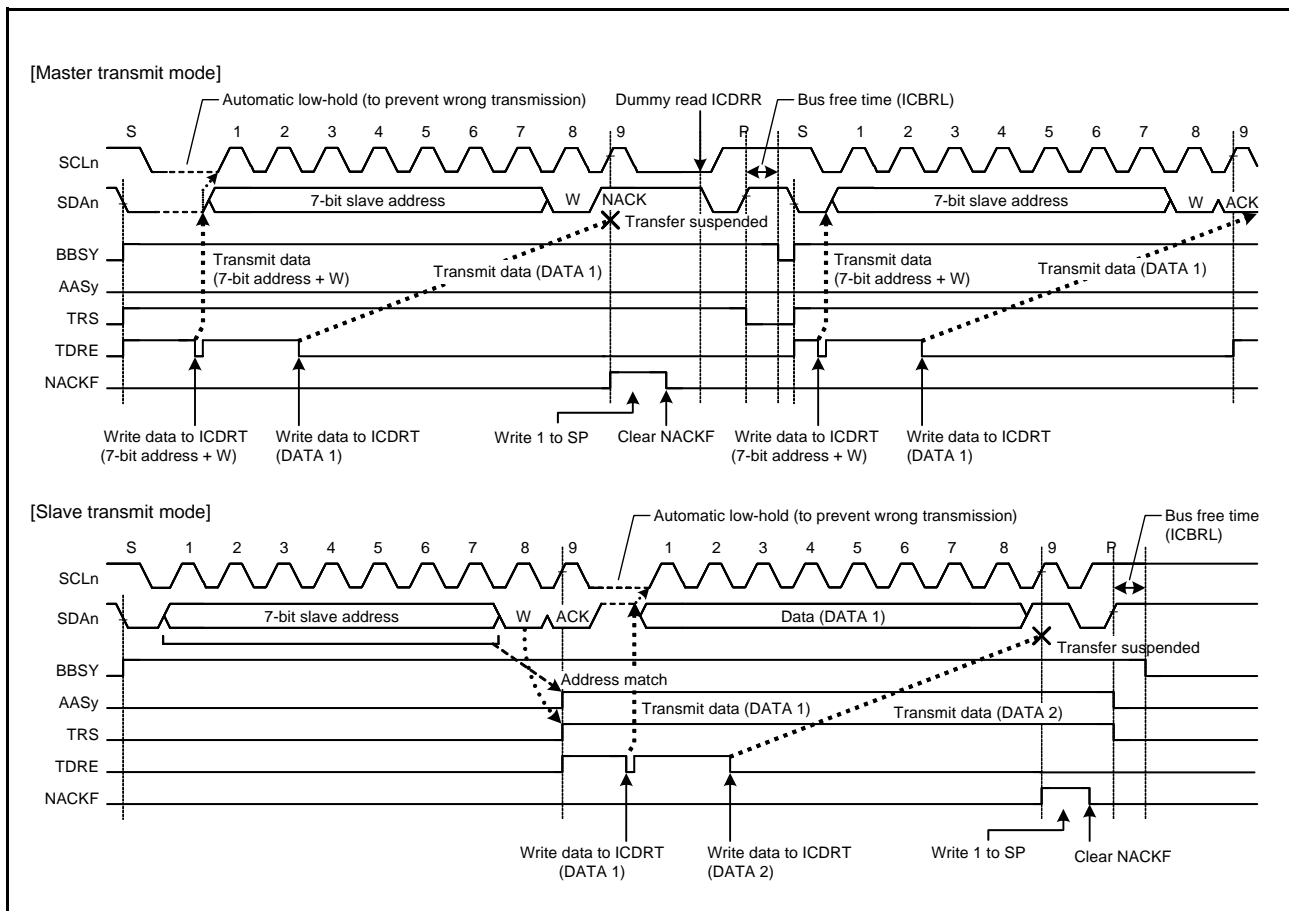 [Master transmit mode]
Automatic low-hold (to prevent wrong transmission)
Dummy read ICDRR
Bus free time (ICBRL)
S 1 2 3 4 5 6 7 8 9 P S 1 2 3 4 5 6 7 8 9
SCLn
SDAn
7-bit slave address W NACK 7-bit slave address W ACK
Transfer suspended
BBSY
Transmit data
(7-bit address + W)
Transmit data (DATA 1)
Transmit data
(7-bit address + W)
Transmit data (DATA 1)
AASy
TRS
TDRE
NACKF
Write data to ICDRT
(7-bit address + W)
Write data to ICDRT
(DATA 1)
Write 1 to SP
Clear NACKF
Write data to ICDRT
(7-bit address + W)
Write data to ICDRT
(DATA 1)
[Slave transmit mode]
Automatic low-hold (to prevent wrong transmission)
Bus free time
(ICBRL)
S 1 2 3 4 5 6 7 8 9 1 2 3 4 5 6 7 8 9 P
SCLn
SDAn
7-bit slave address W ACK Data (DATA 1)
Transfer suspended
BBSY
Address match
AASy
Transmit data (DATA 1)
Transmit data (DATA 2)
TRS
TDRE
NACKF
Write data to ICDRT
(DATA 1)
Write data to ICDRT
(DATA 2)
Write 1 to SP
Clear NACKF